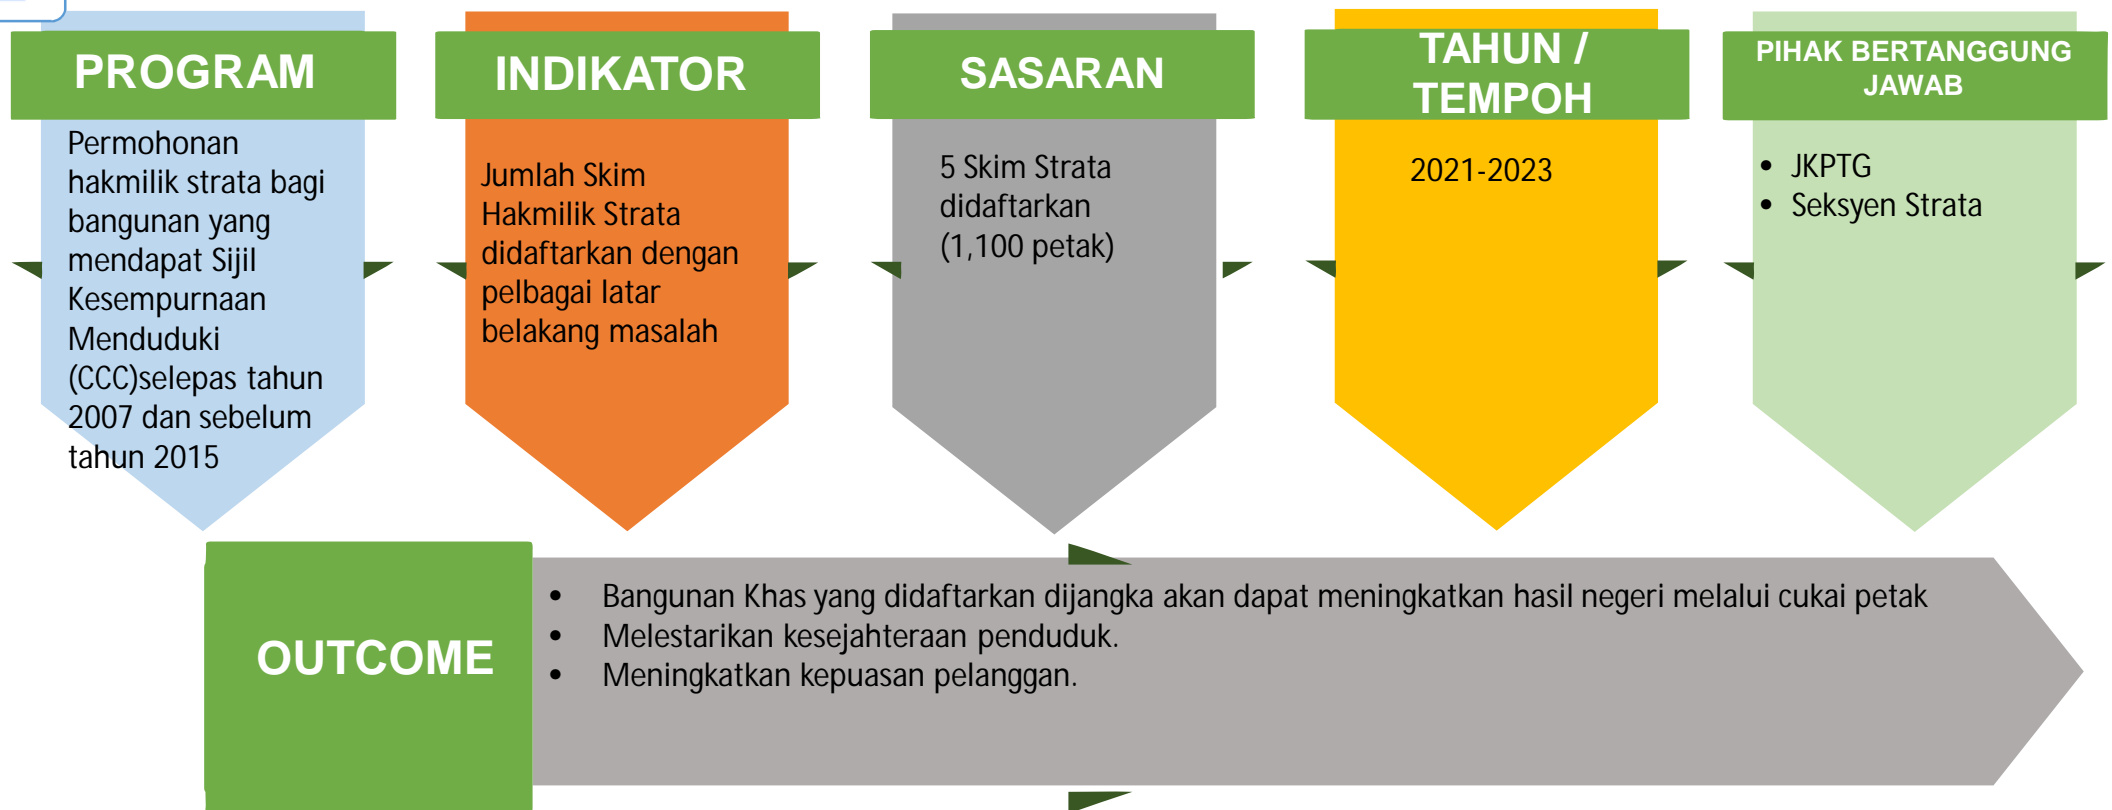 PROGRAM
Permohonan
hakmilik strata bagi
bangunan yang
mendapat Sijil
Kesempurnaan
Menduduki
(CCC)selepas tahun
2007 dan sebelum
tahun 2015
INDIKATOR
Jumlah Skim
Hakmilik Strata
didaftarkan dengan
pelbagai latar
belakang masalah
SASARAN
5 Skim Strata
didaftarkan
(1,100 petak)
TAHUN /
TEMPOH
2021-2023
PIHAK BERTANGGUNG
JAWAB
• JKPTG
• Seksyen Strata
OUTCOME
• Bangunan Khas yang didaftarkan dijangka akan dapat meningkatkan hasil negeri melalui cukai petak
• Melestarikan kesejahteraan penduduk.
• Meningkatkan kepuasan pelanggan.